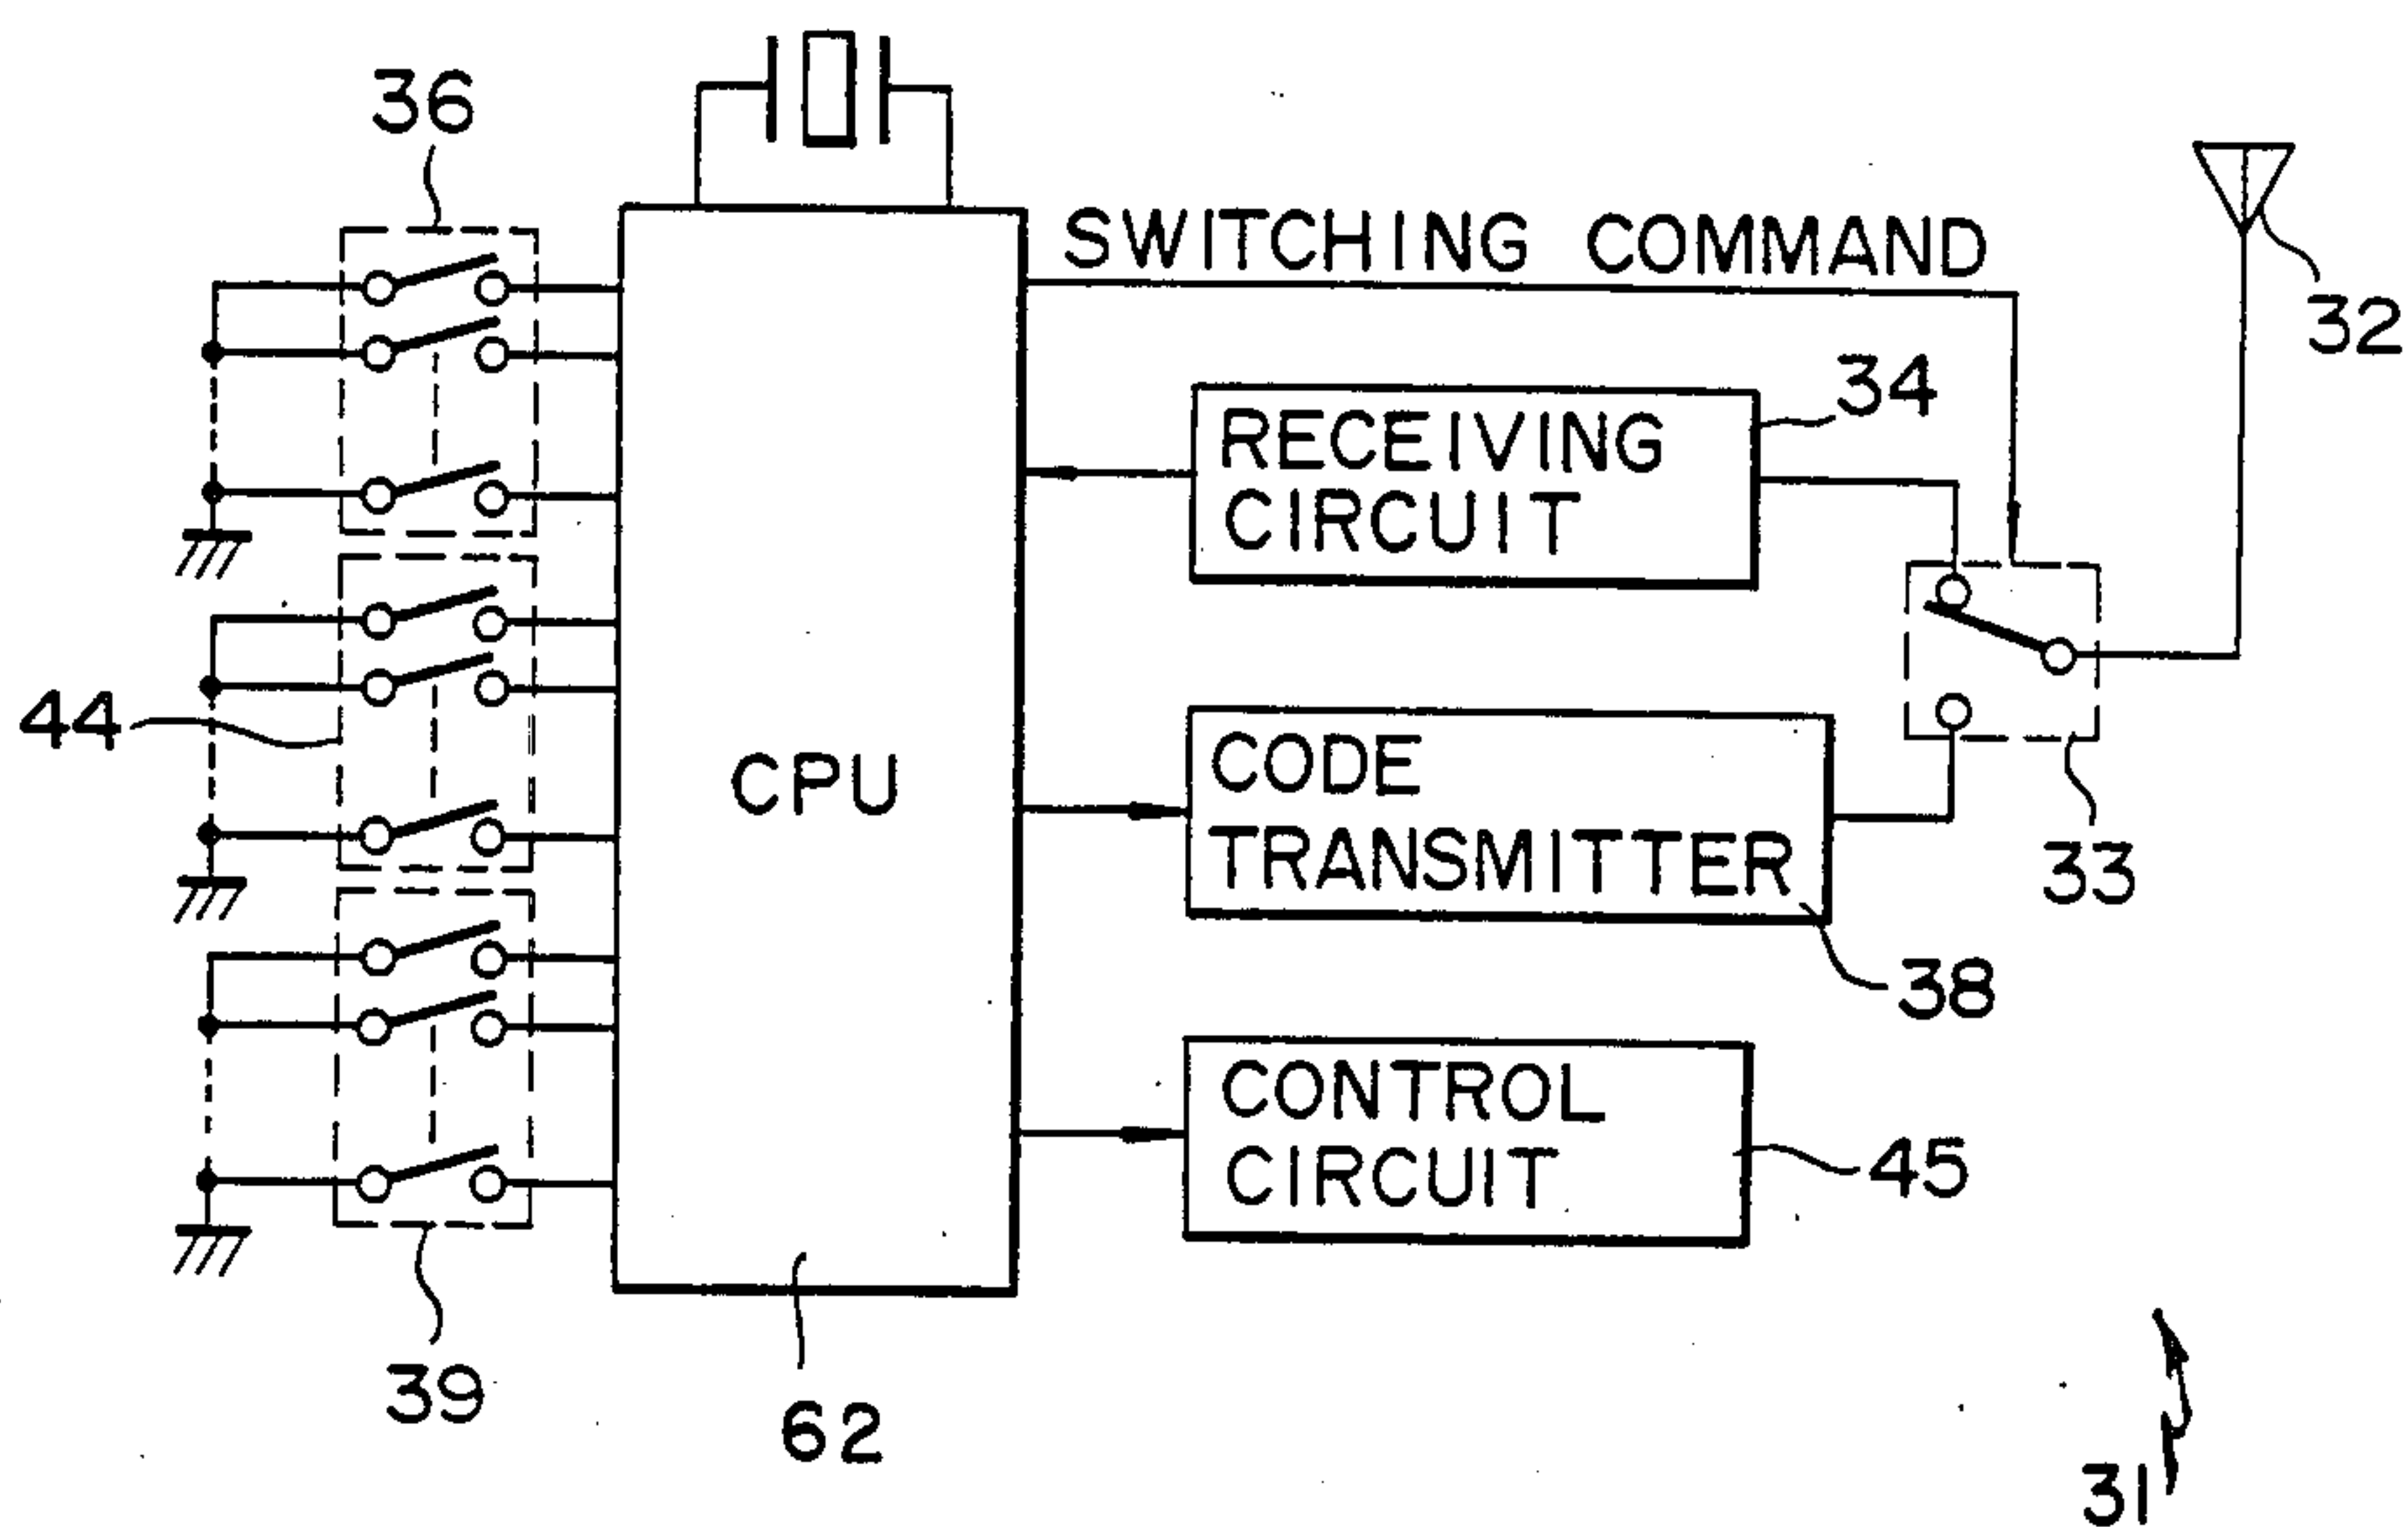 36
SWITCHING COMMAND
32
34
RECEIVING
CIRCUIT
44
CPU
CODE
TRANSMITTER
33
38
CONTROL
CIRCUIT
45
39
62
31